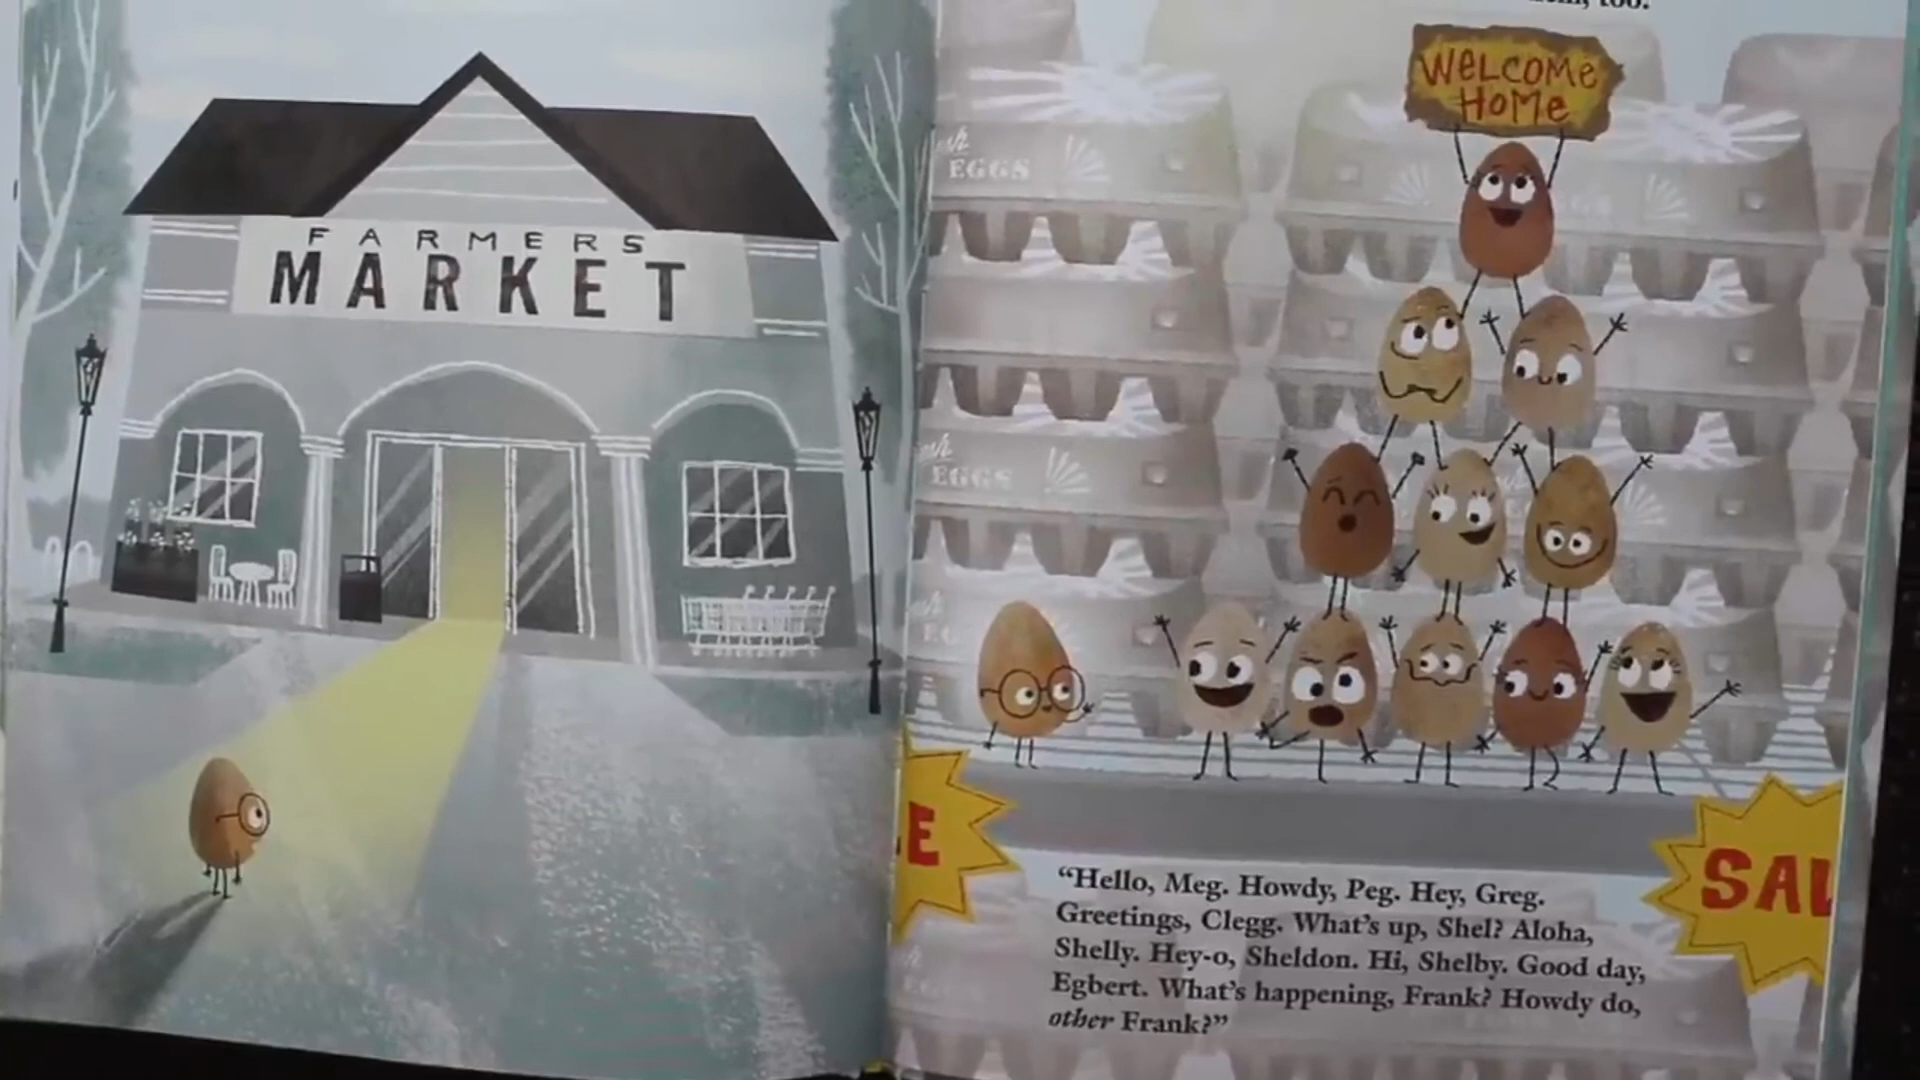 FARMERS
MARKET
too.
WELCOME
HOMe
EGGS
EGGS
"Hello, Meg. Howdy, Peg. Hey, Greg.
Greetings, Clegg. What's up, Shel? Aloha,
Shelly. Hey-o, Sheldon. Hi, Shelby. Good day,
Egbert. What's happening, Frank? Howdy do,
other Frank?"